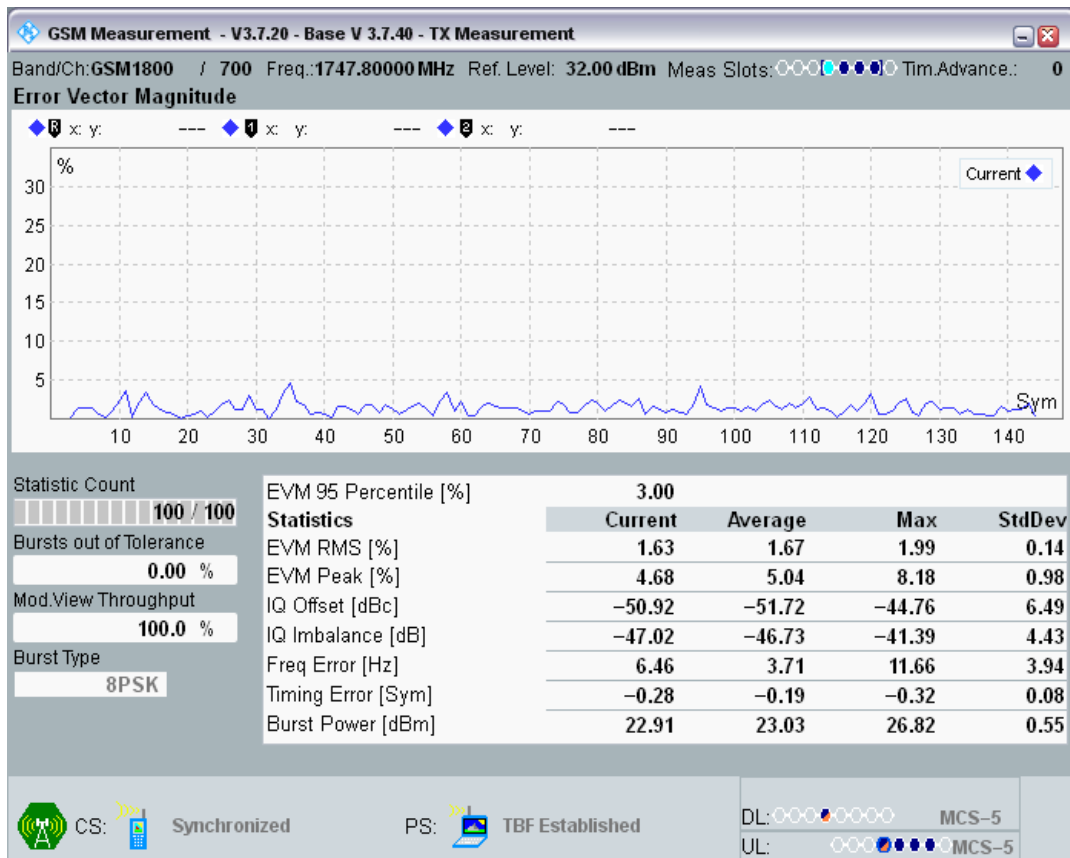 GSM Measurement - V3.7.20 - Base V 3.7.40 - TX Measurement
Band/Ch:GSM1800 / 700 Freq.:1747.80000 MHz Ref. Level: 32.00 dBm Meas Slots: Tim.Advance.: 0
Error Vector Magnitude
R x: y: --- 1 x: y: --- 2 x: y: ---
%
Current
30
25
20
15
10
5
Sym
10 20 30 40 50 60 70 80 90 100 110 120 130 140
Statistic Count
100 / 100
Bursts out of Tolerance
0.00 %
Mod.View Throughput
100.0 %
Burst Type
8PSK
EVM 95 Percentile [%] 3.00
Statistics Current Average Max StdDev
EVM RMS [%] 1.63 1.67 1.99 0.14
EVM Peak [%] 4.68 5.04 8.18 0.98
IQ Offset [dBc] −50.92 −51.72 −44.76 6.49
IQ Imbalance [dB] −47.02 −46.73 −41.39 4.43
Freq Error [Hz] 6.46 3.71 11.66 3.94
Timing Error [Sym] −0.28 −0.19 −0.32 0.08
Burst Power [dBm] 22.91 23.03 26.82 0.55
CS: Synchronized PS: TBF Established
DL: MCS−5
UL: MCS−5